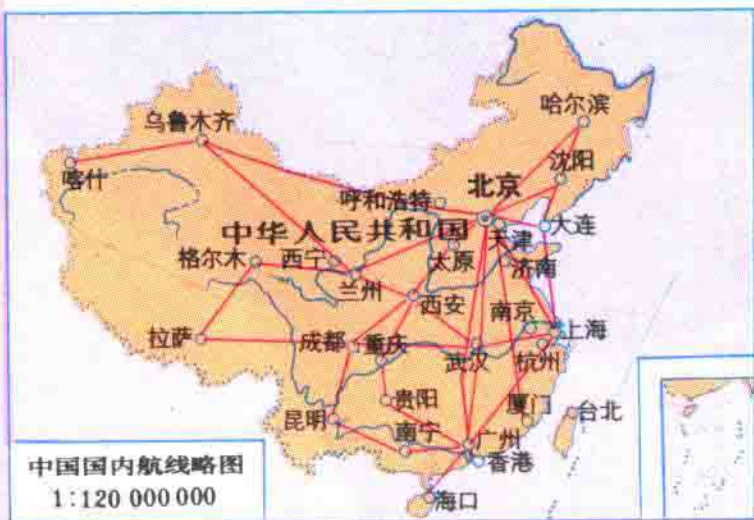 哈尔滨
乌鲁木齐
沈阳
喀什
呼和浩特
北京
中华人民共和国
天津
大连
格尔木
西宁
太原
济南
兰州
西安
南京
上海
拉萨
成都
重庆
武汉
杭州
贵阳
厦门
台北
昆明
南宁
广州
香港
海口
中国国内航线略图
1:120 000 000